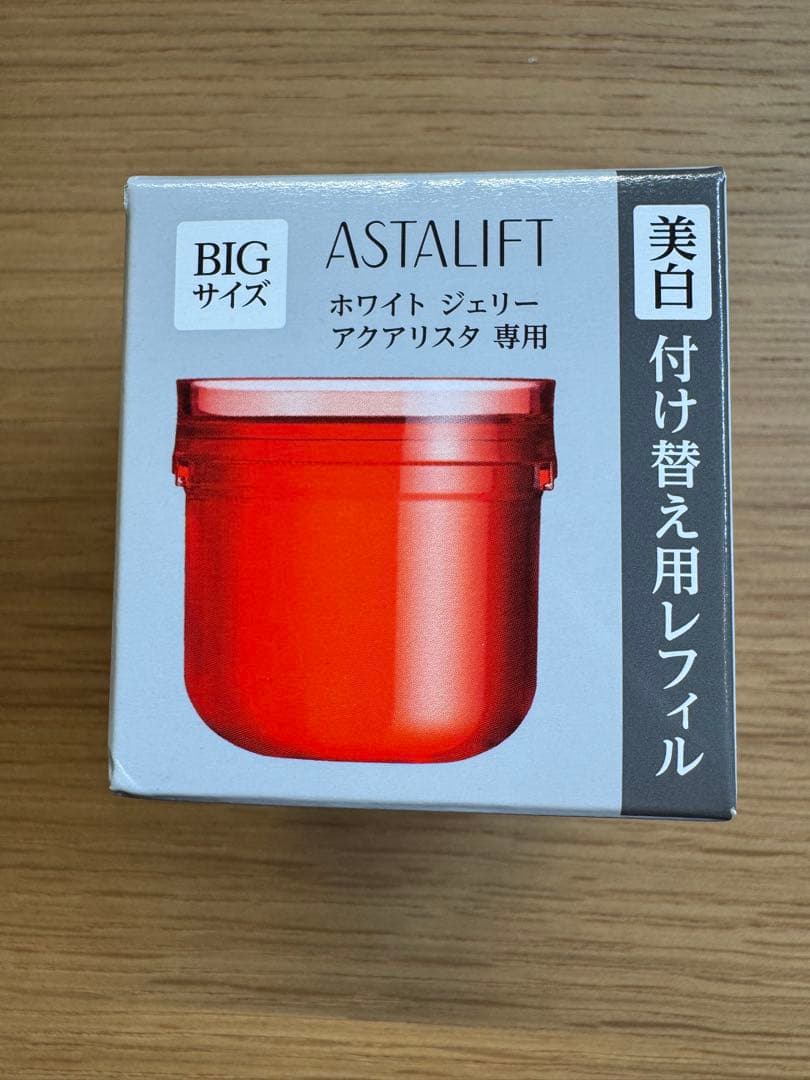 BIG
サイズ
ASTALIFT
ホワイト ジェリー
アクアリスタ 専用
美白
付け替え用レフィル